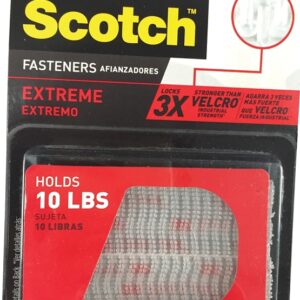 Scotch™
FASTENERS AFIANZADORES
EXTREME
EXTREMO
LOCKS
3X
STRONGER THAN
VELCRO®
INDUSTRIAL
STRENGTH*
AGARRA 3 VECES
MÁS FUERTE
QUE VELCRO®
FUERZA INDUSTRIAL*
HOLDS
10 LBS
SUJETA
10 LIBRAS